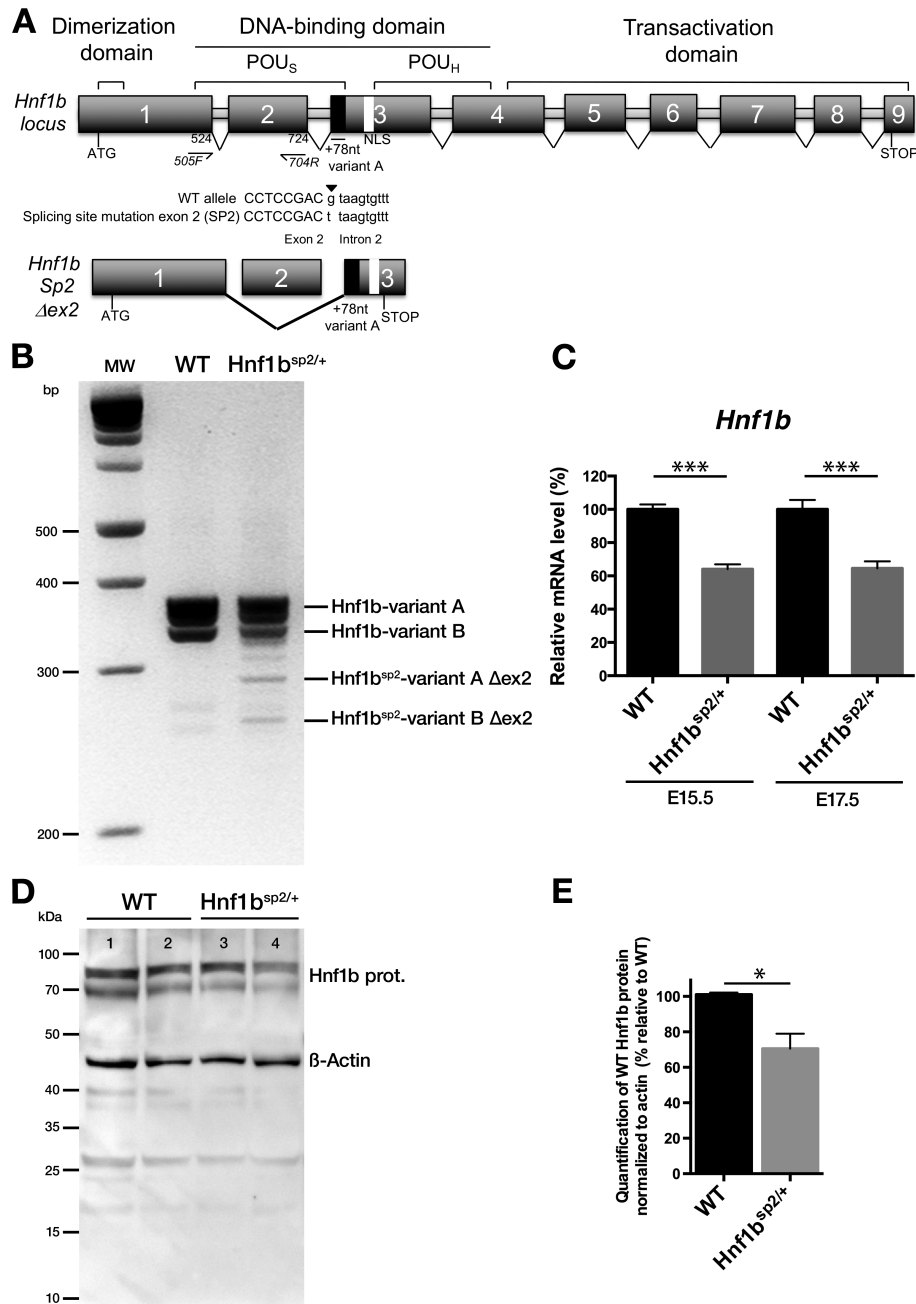 A
Dimerization
domain
DNA-binding domain
Transactivation
domain
POUS
POUH
Hnf1b
locus
1 2 3 4 5 6 7 8 9
524
724
NLS
ATG
505F
704R
+78nt
variant A
STOP
WT allele CCTCCGAC g taagtgttt
Splicing site mutation exon 2 (SP2) CCTCCGAC t taagtgttt
Exon 2 Intron 2
Hnf1b
Sp2
Δex2
1 2 3
ATG
+78nt
variant A
STOP
B
MW WT Hnf1bsp2/+
bp
500
400
300
200
Hnf1b-variant A
Hnf1b-variant B
Hnf1bsp2-variant A Δex2
Hnf1bsp2-variant B Δex2
C
Hnf1b
Relative mRNA level (%)
120
100
80
60
40
20
0
*** ***
WT Hnf1bsp2/+ WT Hnf1bsp2/+
E15.5 E17.5
D
WT Hnf1bsp2/+
kDa
1 2 3 4
100
70
50
40
35
25
15
10
Hnf1b prot.
ß-Actin
E
Quantification of WT Hnf1b protein
normalized to actin (% relative to WT)
100
80
60
40
20
0
*
WT Hnf1bsp2/+